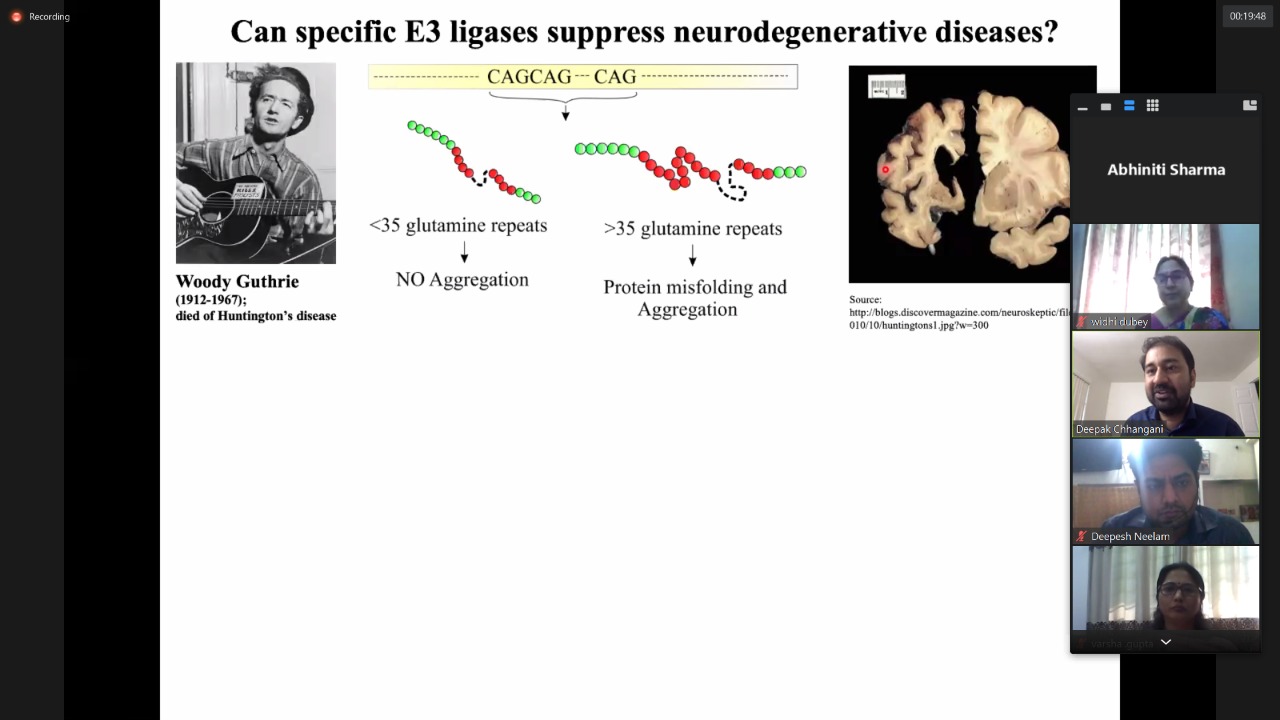 Recording
00:19:48
Can specific E3 ligases suppress neurodegenerative diseases?
CAGCAG--- CAG
<35 glutamine repeats
NO Aggregation
>35 glutamine repeats
Protein misfolding and
Aggregation
Woody Guthrie
(1912-1967);
died of Huntington's disease
Source:
http://blogs.discovermagazine.com/neuroskeptic/fil
010/10/huntingtons1.jpg?w=300
Abhiniti Sharma
widhi dubey
Deepak Chhangani
Deepesh Neelam
varsha gupta